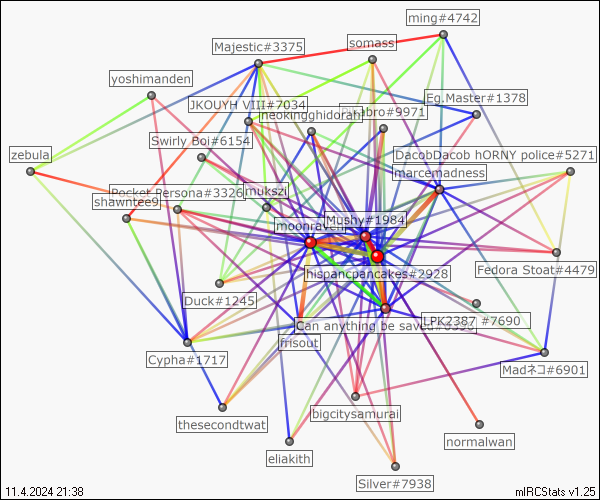 ming#4742
Majestic#3375
somass
yoshimanden
Eg.Master#1378
JKOUYH VIII#7034
neokingghidorah
#9971
Swirly Boi#6154
DacobDacob hORNY police#5271
zebula
marcemadness
Pocket Persona#3326
mukszi
shawntee9
moonraven
Mushy#1984
hispancpancakes#2928
Fedora Stoat#4479
Duck#1245
LPK2387 #7690
Can anything be saved
frisout
Cypha#1717
Madネコ#6901
bigcitysamurai
thesecondtwat
normalwan
eliakith
Silver#7938
11.4.2024 21:38
mIRCStats v1.25